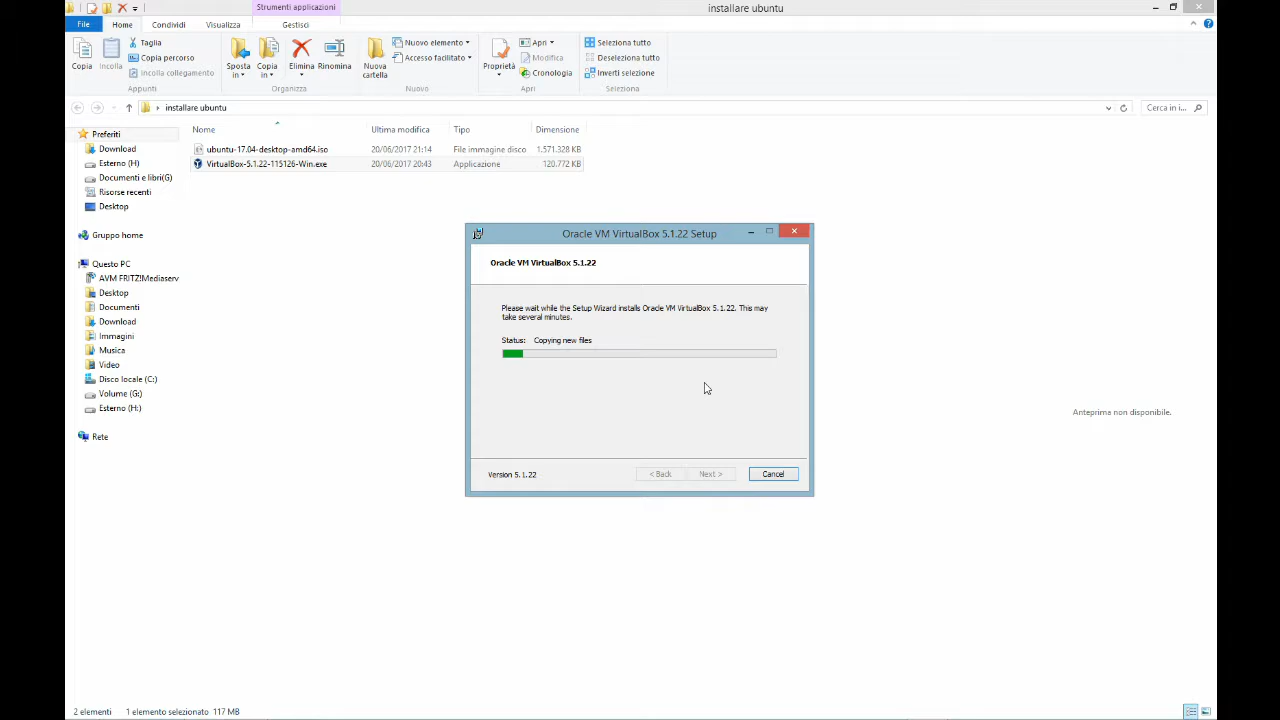 Strumenti applicazioni
installare ubuntu
File
Home
Condividi
Visualizza
Gestisci
Copia
Incolla
Taglia
Copia percorso
Incolla collegamento
Appunti
Sposta in
Copia in
Elimina
Rinomina
Organizza
Nuova cartella
Nuovo elemento
Accesso facilitato
Nuovo
Proprietà
Apri
Modifica
Cronologia
Apri
Seleziona tutto
Deseleziona tutto
Inverti selezione
Seleziona
installare ubuntu
Cerca in i...
Nome
Ultima modifica
Tipo
Dimensione
ubuntu-17.04-desktop-amd64.iso 20/06/2017 21:14 File immagine disco 1.571.328 KB
VirtualBox-5.1.22-115126-Win.exe 20/06/2017 20:43 Applicazione 120.772 KB
Preferiti
Download
Esterno (H)
Documenti e libri(G)
Risorse recenti
Desktop
Gruppo home
Questo PC
AVM FRITZ!Mediaserv
Desktop
Documenti
Download
Immagini
Musica
Video
Disco locale (C:)
Volume (G:)
Esterno (H:)
Rete
Oracle VM VirtualBox 5.1.22 Setup
Oracle VM VirtualBox 5.1.22
Please wait while the Setup Wizard installs Oracle VM VirtualBox 5.1.22. This may
take several minutes.
Status: Copying new files
Version 5.1.22
< Back
Next >
Cancel
Anteprima non disponibile.
2 elementi
1 elemento selezionato 117 MB